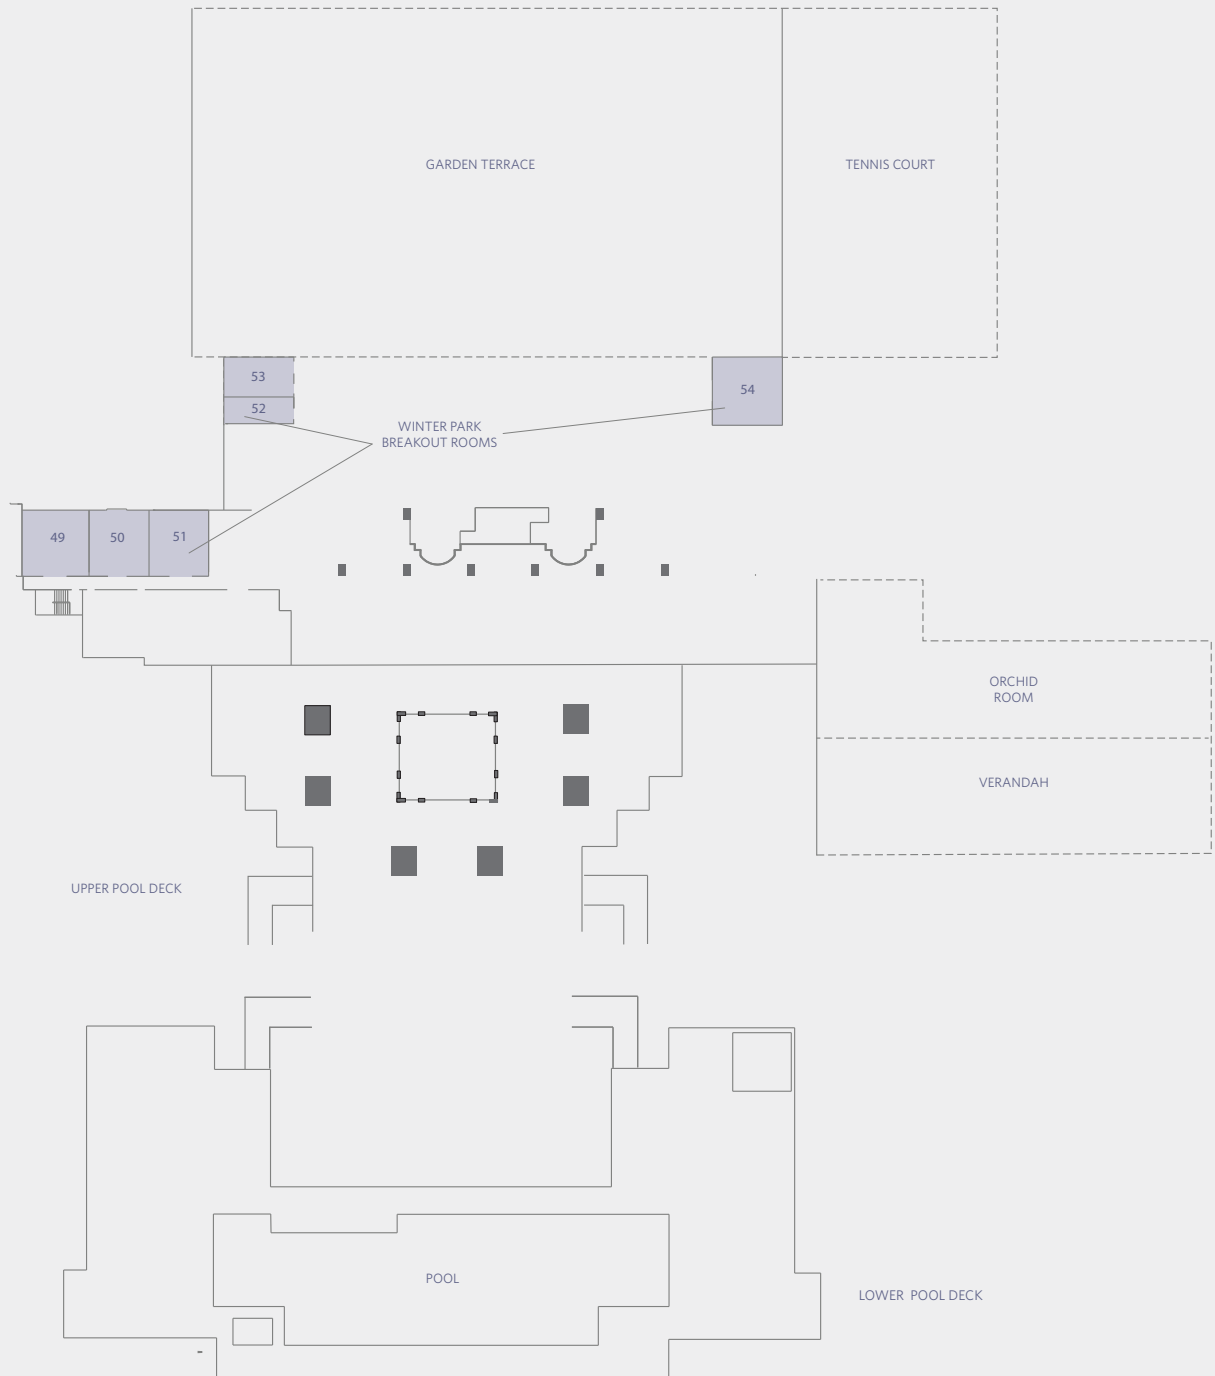 GARDEN TERRACE
TENNIS COURT
53
54
52
WINTER PARK
BREAKOUT ROOMS
49
50
51
ORCHID
ROOM
VERANDAH
UPPER POOL DECK
POOL
LOWER POOL DECK